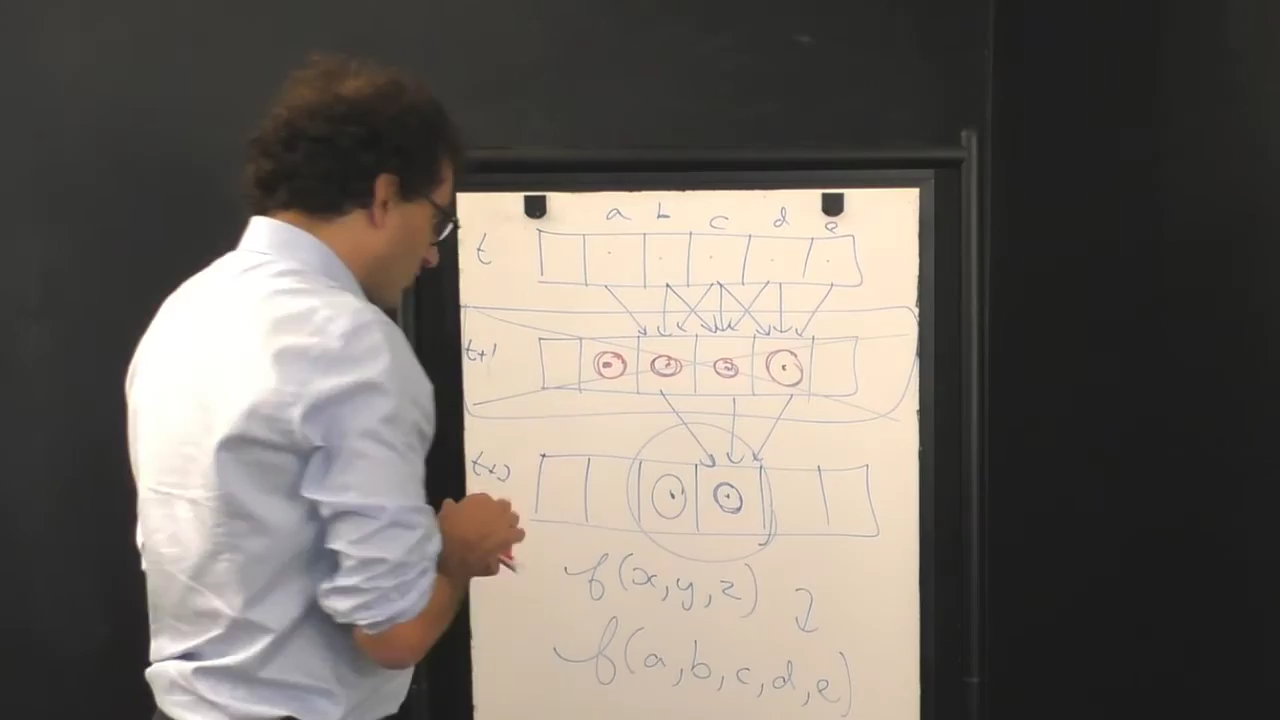 a b c d e
t
t+1
t+2
f(x,y,z)
f(a,b,c,d,e)